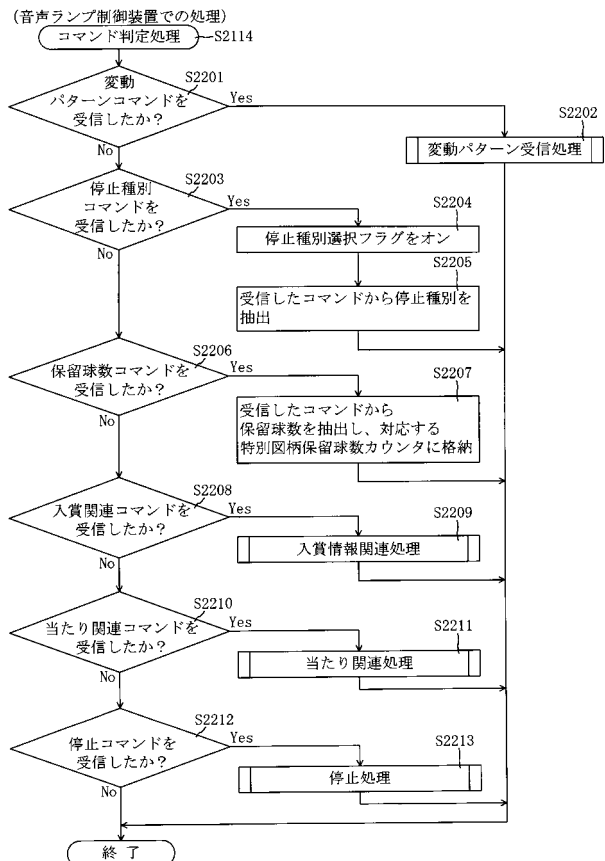 (音声ランプ制御装置での処理)
コマンド判定処理
S2114
S2201
変動
パターンコマンドを
受信したか?
Yes
No
S2202
変動パターン受信処理
S2203
停止種別
コマンドを
受信したか?
Yes
No
S2204
停止種別選択フラグをオン
S2205
受信したコマンドから停止種別を
抽出
S2206
保留球数コマンドを
受信したか?
Yes
No
S2207
受信したコマンドから
保留球数を抽出し、対応する
特別図柄保留球数カウンタに格納
S2208
入賞関連コマンドを
受信したか?
Yes
No
S2209
入賞情報関連処理
S2210
当たり関連コマンドを
受信したか?
Yes
No
S2211
当たり関連処理
S2212
停止コマンドを
受信したか?
Yes
No
S2213
停止処理
終了